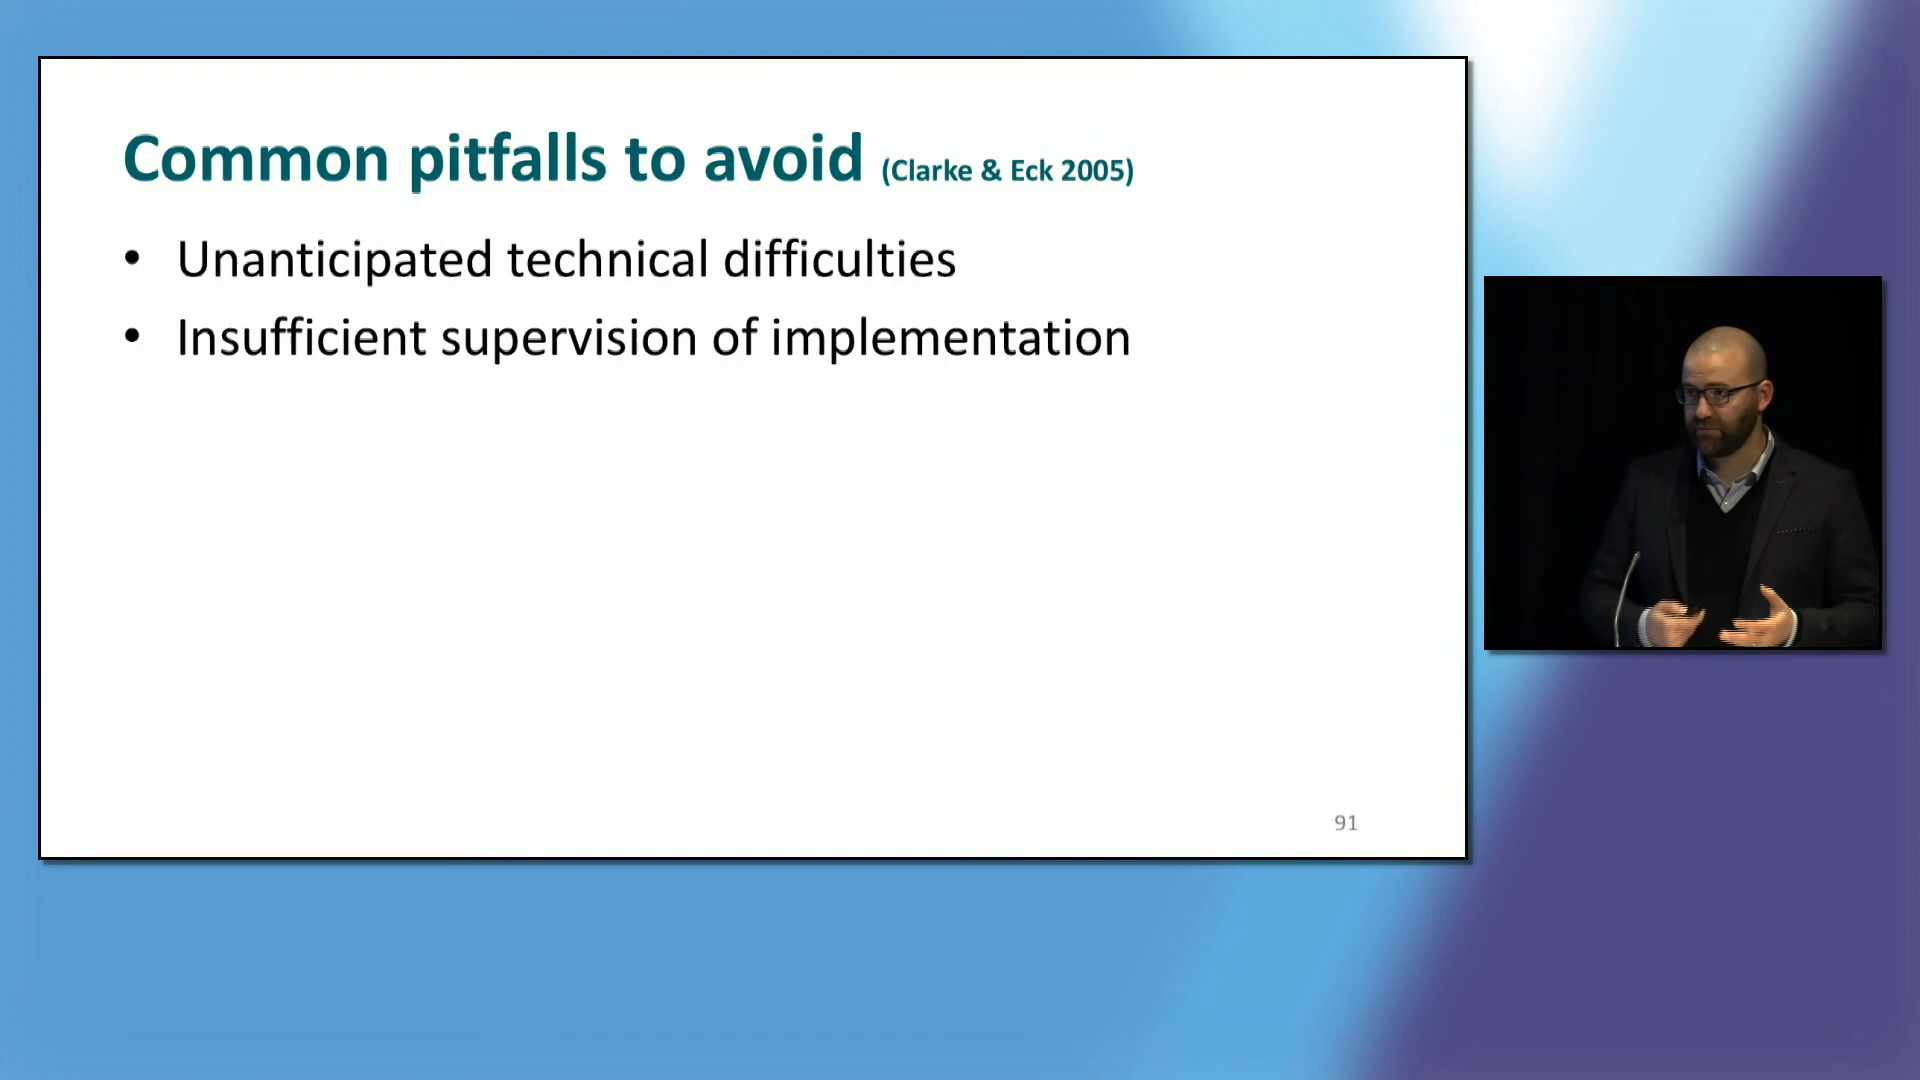 Common pitfalls to avoid (Clarke & Eck 2005)
• Unanticipated technical difficulties
• Insufficient supervision of implementation
91